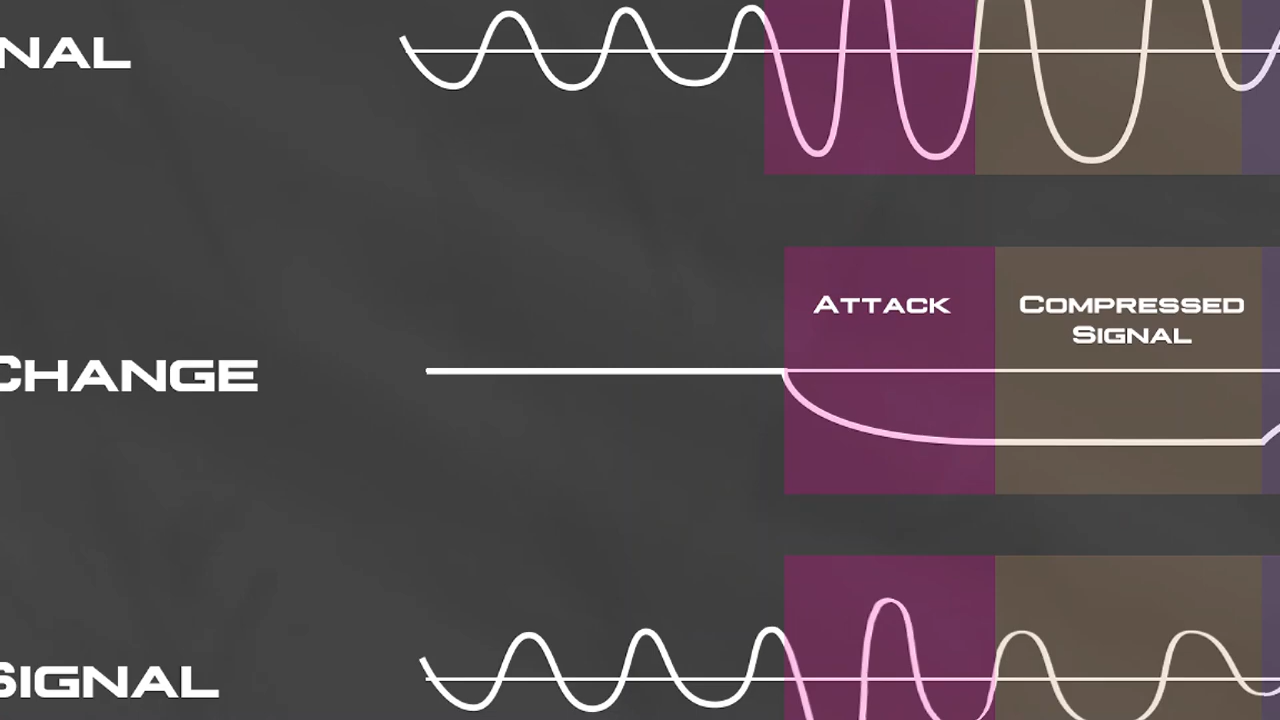 NAL
ATTACK
COMPRESSED
SIGNAL
CHANGE
SIGNAL